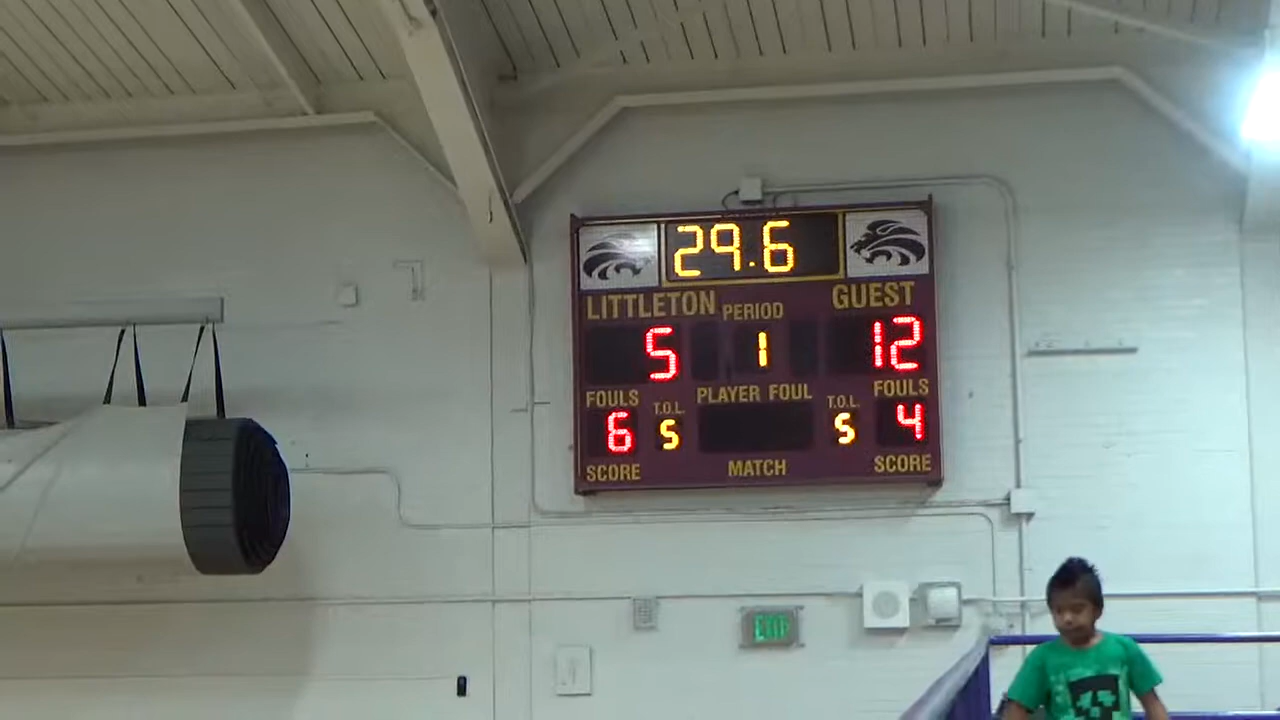 29.6
LITTLETON PERIOD GUEST
5 1 12
FOULS PLAYER FOUL FOULS
T.O.L. T.O.L.
6 5 5 4
SCORE MATCH SCORE
EXIT